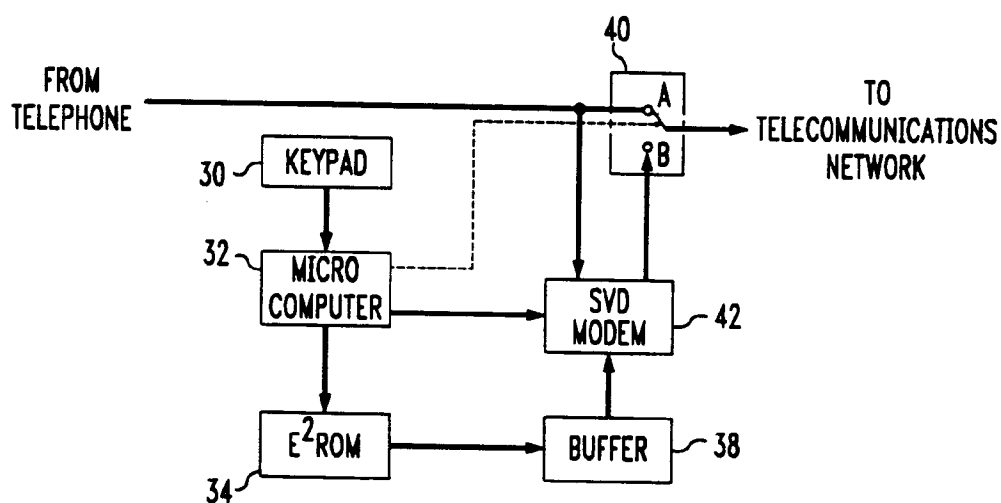 40
FROM
TELEPHONE
A
TO
TELECOMMUNICATIONS
NETWORK
B
30
KEYPAD
32
MICRO
COMPUTER
SVD
MODEM
42
E²ROM
34
BUFFER
38